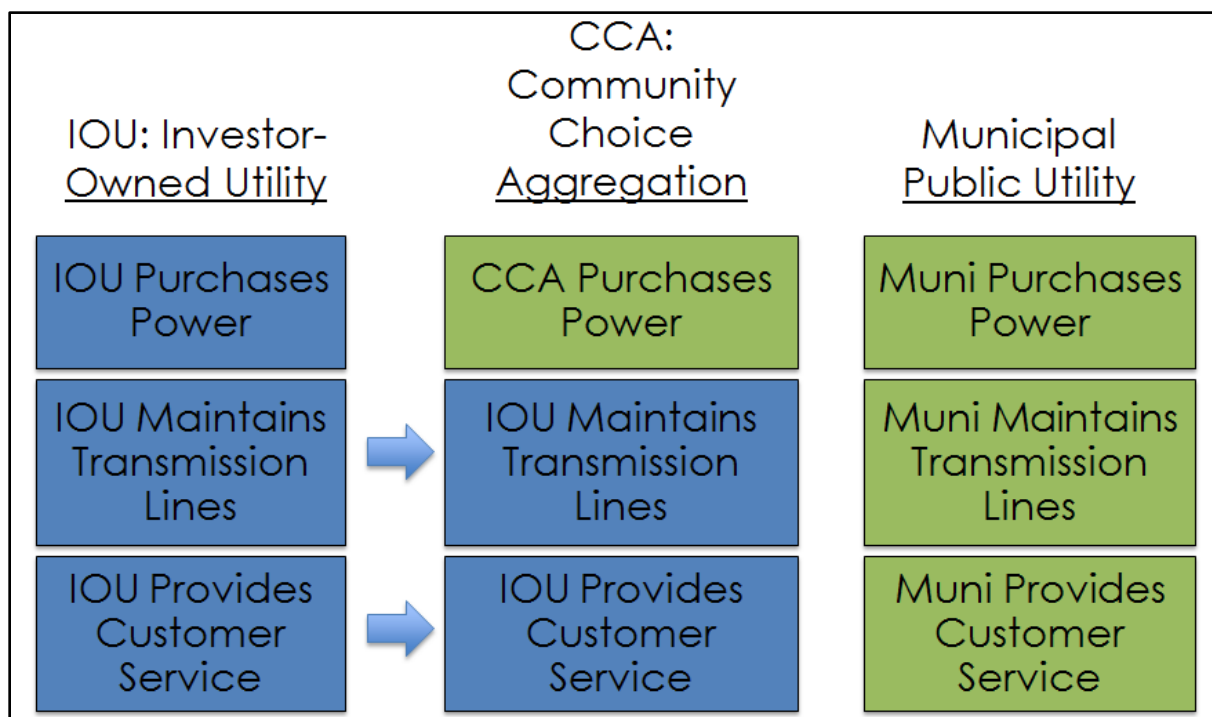 IOU: Investor-
Owned Utility
CCA:
Community
Choice
Aggregation
Municipal
Public Utility
IOU Purchases
Power
CCA Purchases
Power
Muni Purchases
Power
IOU Maintains
Transmission
Lines
IOU Maintains
Transmission
Lines
Muni Maintains
Transmission
Lines
IOU Provides
Customer
Service
IOU Provides
Customer
Service
Muni Provides
Customer
Service